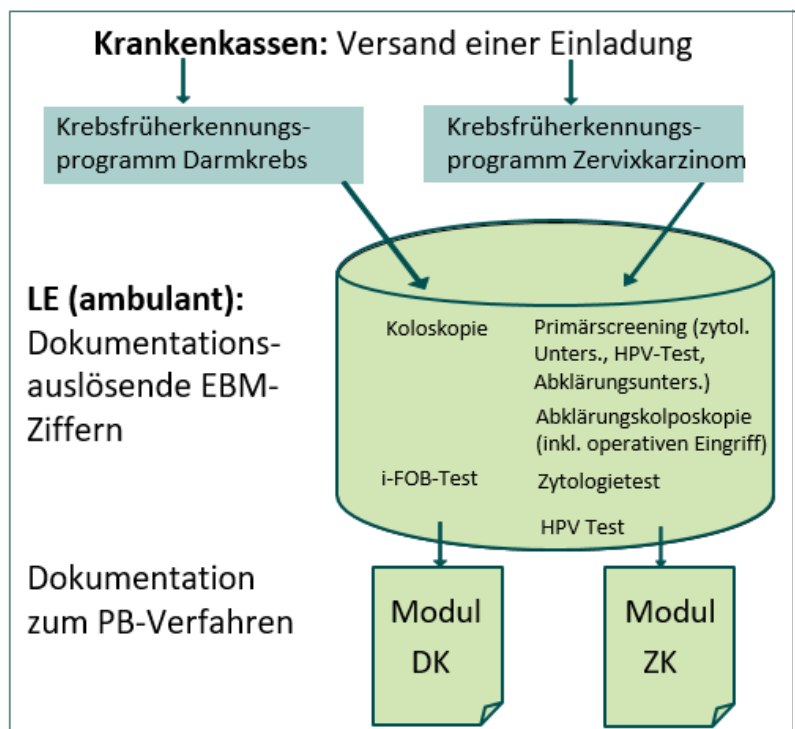 Krankenkassen: Versand einer Einladung
Krebsfrüherkennungs-
programm Darmkrebs
Krebsfrüherkennungs-
programm Zervixkarzinom
LE (ambulant):
Dokumentations-
auslösende EBM-
Ziffern
Koloskopie
i-FOB-Test
Primärscreening (zytol.
Unters., HPV-Test,
Abklärungsunters.)
Abklärungskolposkopie
(inkl. operativen Eingriff)
Zytologietest
HPV Test
Dokumentation
zum PB-Verfahren
Modul
DK
Modul
ZK